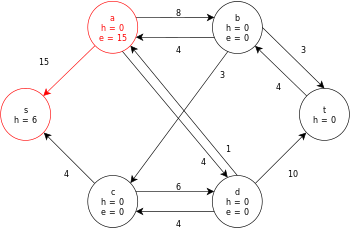 a
h = 0
e = 15
8
b
h = 0
e = 0
4
3
15
3
4
s
h = 6
t
h = 0
1
4
4
10
c
h = 0
e = 0
6
d
h = 0
e = 0
4